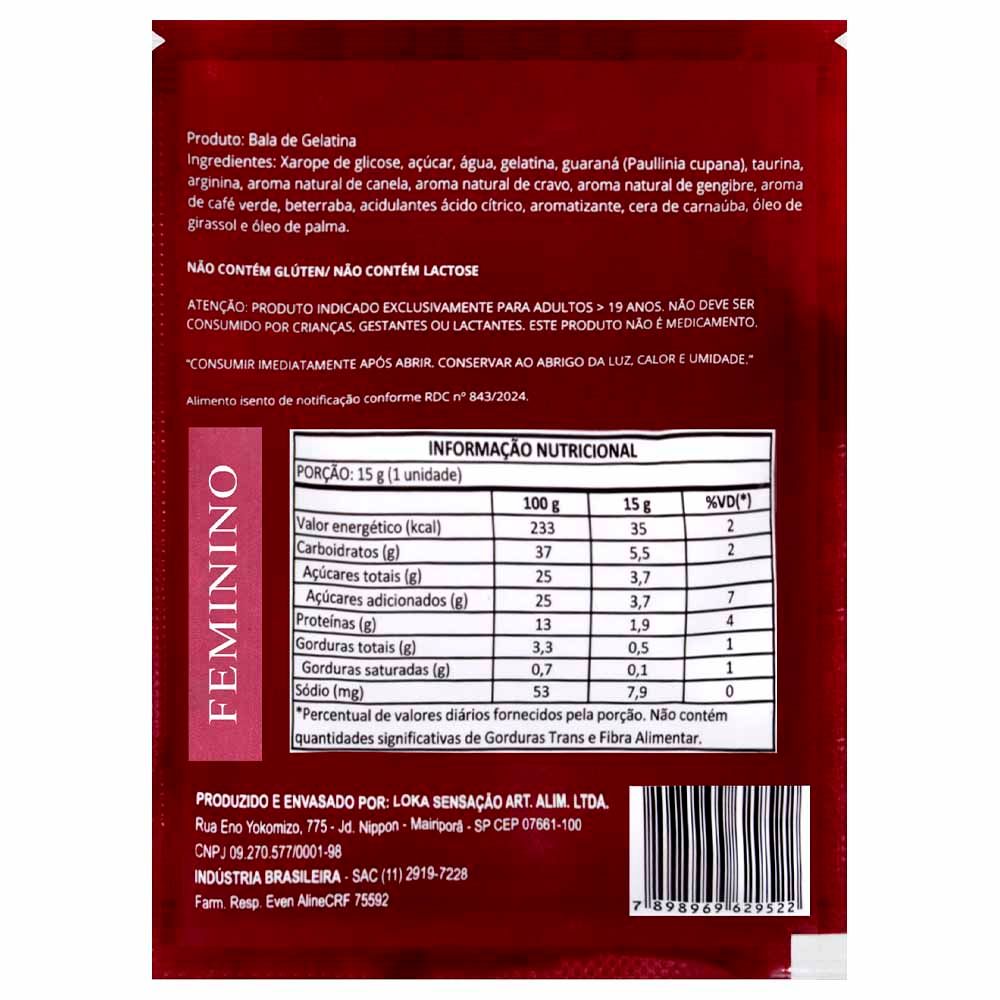 Produto: Bala de Gelatina
Ingredientes: Xarope de glicose, açúcar, água, gelatina, guaraná (Paullinia cupana), taurina,
arginina, aroma natural de canela, aroma natural de cravo, aroma natural de gengibre, aroma
de café verde, beterraba, acidulantes ácido cítrico, aromatizante, cera de carnaúba, óleo de
girassol e óleo de palma.
NÃO CONTÉM GLÚTEN/ NÃO CONTÉM LACTOSE
ATENÇÃO: PRODUTO INDICADO EXCLUSIVAMENTE PARA ADULTOS > 19 ANOS. NÃO DEVE SER
CONSUMIDO POR CRIANÇAS, GESTANTES OU LACTANTES. ESTE PRODUTO NÃO É MEDICAMENTO.
"CONSUMIR IMEDIATAMENTE APÓS ABRIR. CONSERVAR AO ABRIGO DA LUZ, CALOR E UMIDADE."
Alimento isento de notificação conforme RDC nº 843/2024.
FEMININO
INFORMAÇÃO NUTRICIONAL
PORÇÃO: 15 g (1 unidade)
100 g 15 g %VD(*)
Valor energético (kcal) 233 35 2
Carboidratos (g) 37 5,5 2
Açúcares totais (g) 25 3,7
Açúcares adicionados (g) 25 3,7 7
Proteínas (g) 13 1,9 4
Gorduras totais (g) 3,3 0,5 1
Gorduras saturadas (g) 0,7 0,1 1
Sódio (mg) 53 7,9 0
*Percentual de valores diários fornecidos pela porção. Não contém
quantidades significativas de Gorduras Trans e Fibra Alimentar.
PRODUZIDO E ENVASADO POR: LOKA SENSAÇÃO ART. ALIM. LTDA.
Rua Eno Yokomizo, 775 - Jd. Nippon - Mairiporã - SP CEP 07661-100
CNPJ 09.270.577/0001-98
INDÚSTRIA BRASILEIRA - SAC (11) 2919-7228
Farm. Resp. Even AlineCRF 75592
7 898969 629522